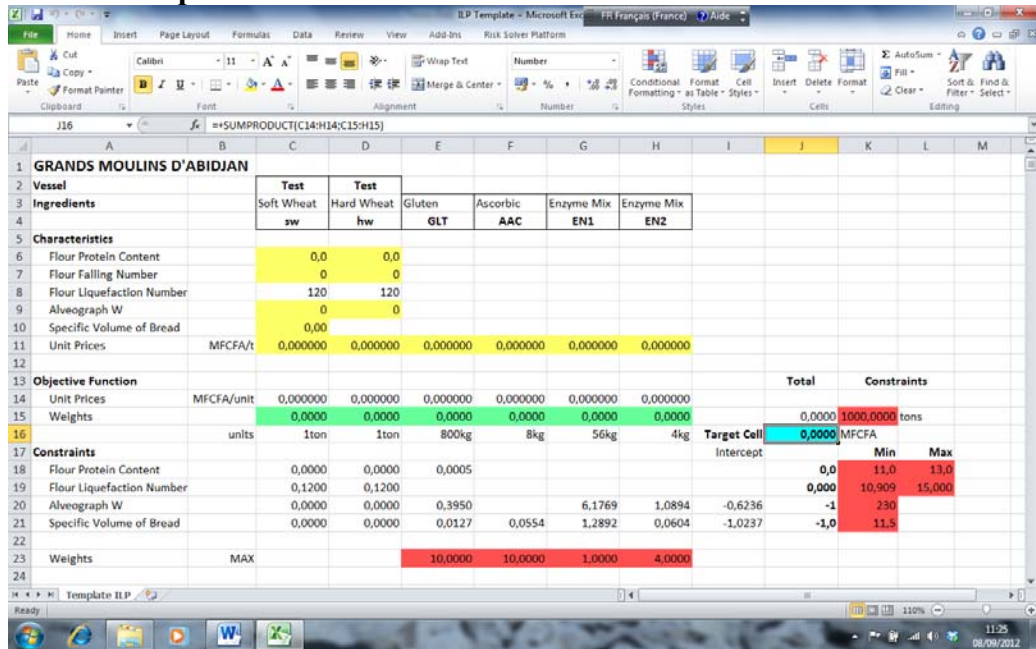 ILP Template - Microsoft Exc FR Français (France) Aide
File Home Insert Page Layout Formulas Data Review View Add-Ins Risk Solver Platform
Cut
Copy
Format Painter
Paste
Clipboard
Calibri 11
Font
Wrap Text
Merge & Center
Alignment
Number
Number
Conditional Formatting Format as Table Cell Styles
Styles
Insert Delete Format
Cells
AutoSum
Fill
Clear
Sort & Filter Find & Select
Editing
J16 fx =+SUMPRODUCT(C14:H14;C15:H15)
A B C D E F G H I J K L M
1 GRANDS MOULINS D'ABIDJAN
2 Vessel Test Test
3 Ingredients Soft Wheat Hard Wheat Gluten Ascorbic Enzyme Mix Enzyme Mix
4 sw hw GLT AAC EN1 EN2
5 Characteristics
6 Flour Protein Content 0,0 0,0
7 Flour Falling Number 0 0
8 Flour Liquefaction Number 120 120
9 Alveograph W 0 0
10 Specific Volume of Bread 0,00
11 Unit Prices MFCFA/t 0,000000 0,000000 0,000000 0,000000 0,000000 0,000000
12
13 Objective Function Total Constraints
14 Unit Prices MFCFA/unit 0,000000 0,000000 0,000000 0,000000 0,000000 0,000000
15 Weights 0,0000 0,0000 0,0000 0,0000 0,0000 0,0000 0,0000 1000,0000 tons
16 units 1ton 1ton 800kg 8kg 56kg 4kg Target Cell 0,0000 MFCFA
17 Constraints Intercept Min Max
18 Flour Protein Content 0,0000 0,0000 0,0005 0,0 11,0 13,0
19 Flour Liquefaction Number 0,1200 0,1200 0,000 10,909 15,000
20 Alveograph W 0,0000 0,0000 0,3950 6,1769 1,0894 -0,6236 -1 230
21 Specific Volume of Bread 0,0000 0,0000 0,0127 0,0554 1,2892 0,0604 -1,0237 -1,0 11,5
22
23 Weights MAX 10,0000 10,0000 1,0000 4,0000
24
Template ILP
Ready 110%
11:25
08/09/2012